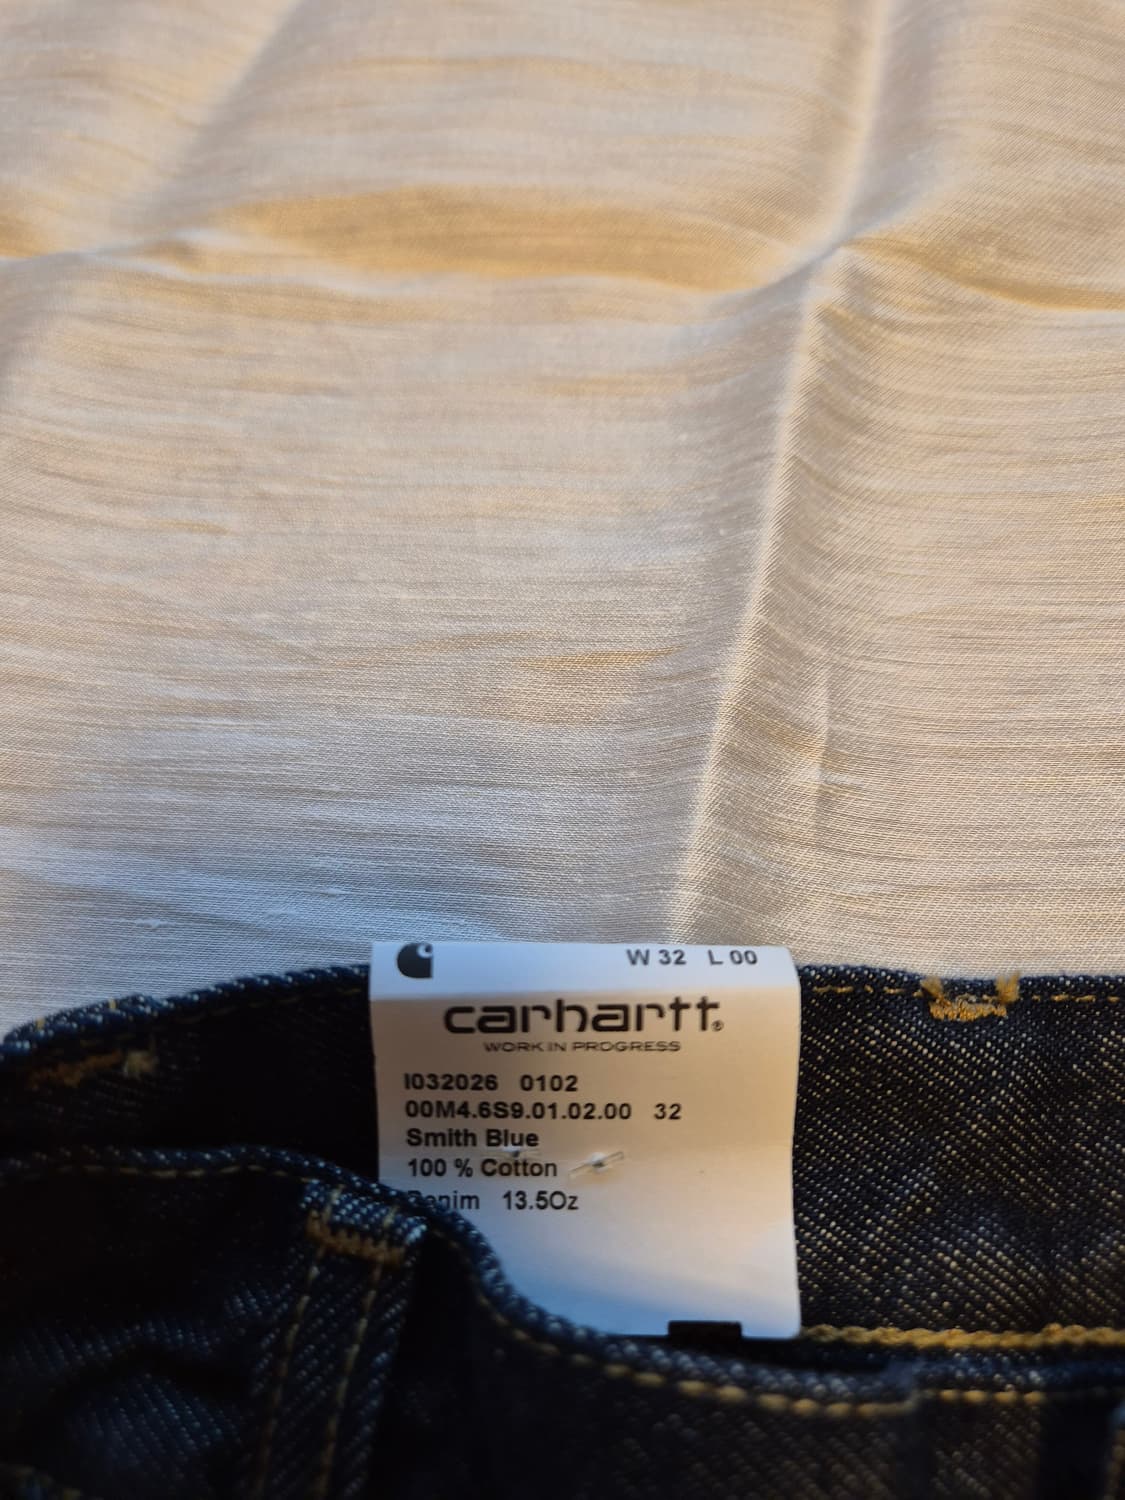 W 32 L 00
carhartt®
WORK IN PROGRESS
I032026 0102
00M4.6S9.01.02.00 32
Smith Blue
100 % Cotton
Denim 13.5Oz